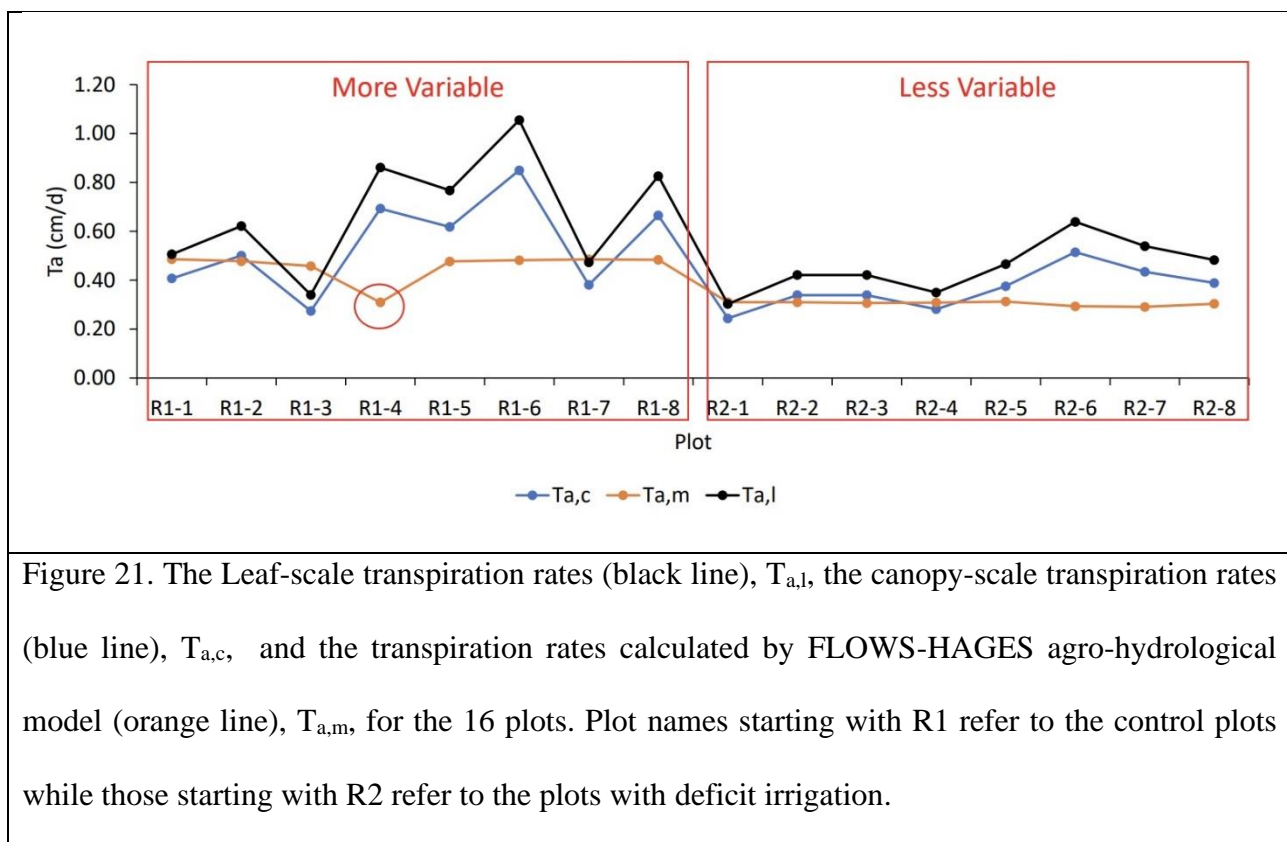 More Variable
Less Variable
1.20
1.00
0.80
0.60
0.40
0.20
0.00
Ta (cm/d)
R1-1 R1-2 R1-3 R1-4 R1-5 R1-6 R1-7 R1-8 R2-1 R2-2 R2-3 R2-4 R2-5 R2-6 R2-7 R2-8
Plot
Ta,c Ta,m Ta,l
Figure 21. The Leaf-scale transpiration rates (black line), Ta,l, the canopy-scale transpiration rates
(blue line), Ta,c, and the transpiration rates calculated by FLOWS-HAGES agro-hydrological
model (orange line), Ta,m, for the 16 plots. Plot names starting with R1 refer to the control plots
while those starting with R2 refer to the plots with deficit irrigation.